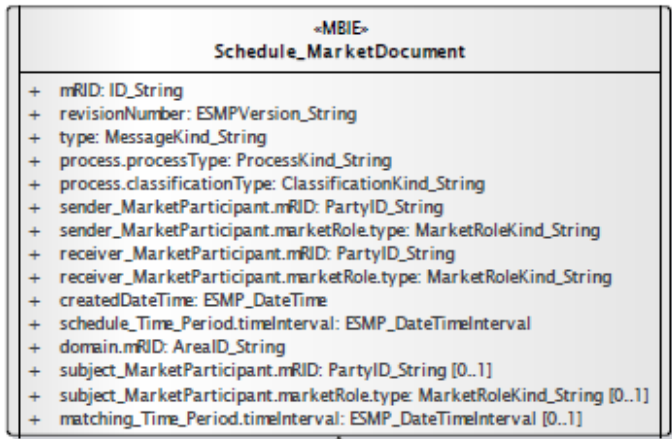 «MBIE»
Schedule_MarketDocument
+ mRID: ID_String
+ revisionNumber: ESMPVersion_String
+ type: MessageKind_String
+ process.processType: ProcessKind_String
+ process.classificationType: ClassificationKind_String
+ sender_MarketParticipant.mRID: PartyID_String
+ sender_MarketParticipant.marketRole.type: MarketRoleKind_String
+ receiver_MarketParticipant.mRID: PartyID_String
+ receiver_MarketParticipant.marketRole.type: MarketRoleKind_String
+ createdDateTime: ESMP_DateTime
+ schedule_Time_Period.timeInterval: ESMP_DateTimeInterval
+ domain.mRID: AreaID_String
+ subject_MarketParticipant.mRID: PartyID_String [0..1]
+ subject_MarketParticipant.marketRole.type: MarketRoleKind_String [0..1]
+ matching_Time_Period.timeInterval: ESMP_DateTimeInterval [0..1]